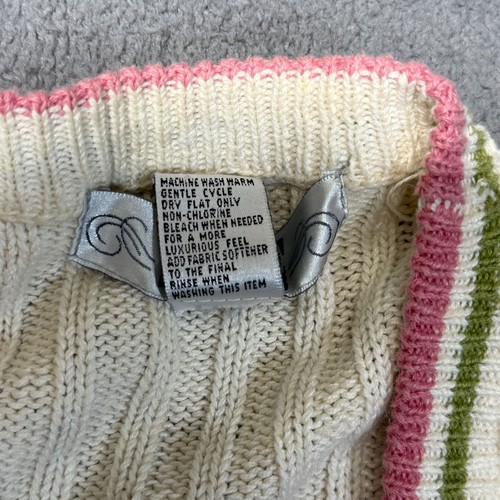 MACHINE WASH WARM
GENTLE CYCLE
DRY FLAT ONLY
NON-CHLORINE
BLEACH WHEN NEEDED
FOR A MORE
LUXURIOUS FEEL
ADD FABRIC SOFTENER
TO THE FINAL
RINSE WHEN
WASHING THIS ITEM